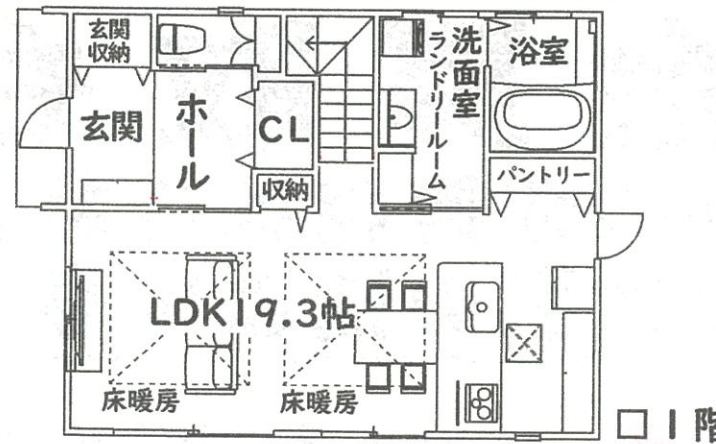 玄関
収納
玄関
ホール
CL
収納
洗面室
ランドリールーム
浴室
パントリー
LDK19.3帖
床暖房
床暖房
□1階